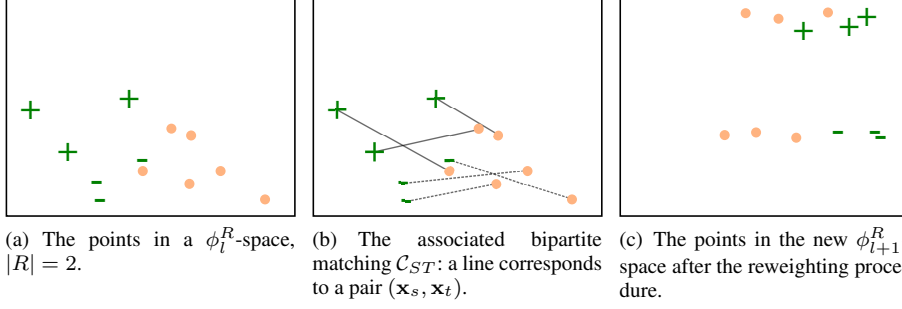 (a) The points in a $\phi_l^R$-space,
$|R| = 2$.
(b) The associated bipartite
matching $\mathcal{C}_{ST}$: a line corresponds
to a pair $(\mathbf{x}_s, \mathbf{x}_t)$.
(c) The points in the new $\phi_{l+1}^R$
space after the reweighting proce
dure.